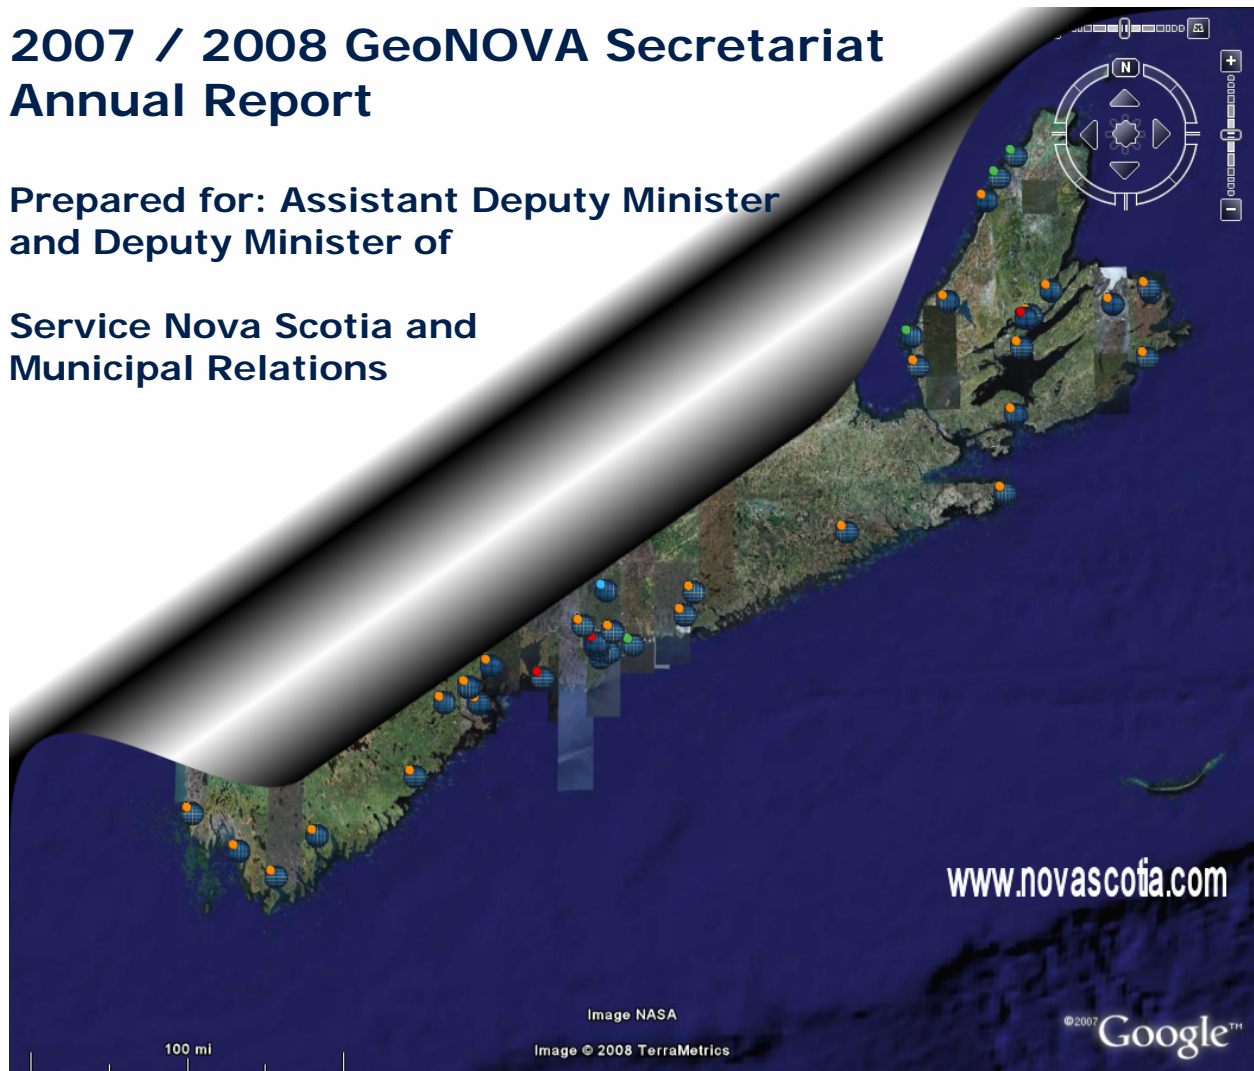 2007 / 2008 GeoNOVA Secretariat
Annual Report
Prepared for: Assistant Deputy Minister
and Deputy Minister of
Service Nova Scotia and
Municipal Relations
N
www.novascotia.com
Image NASA
©2007 Google™
100 mi
Image © 2008 TerraMetrics